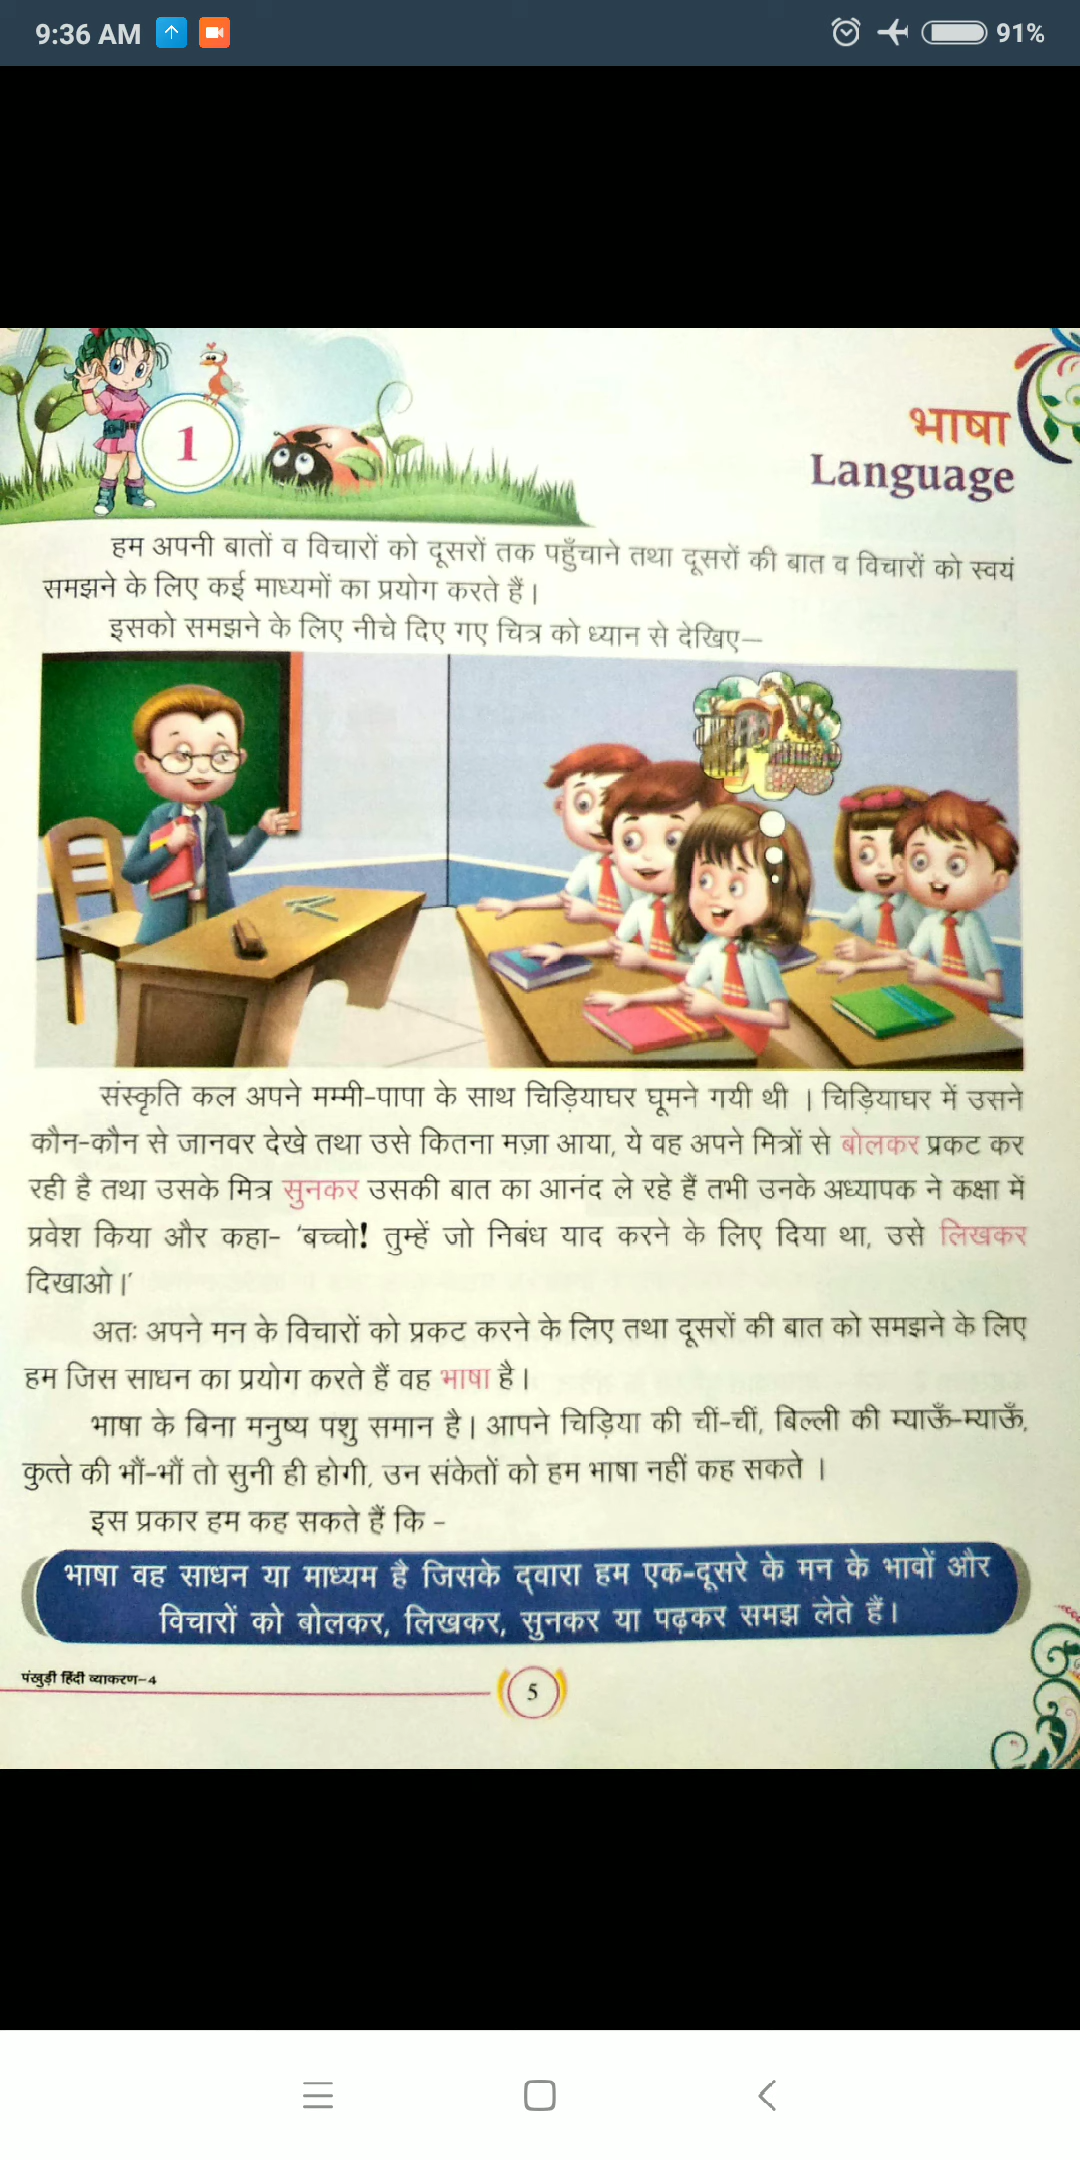 9:36 AM
91%
1
भाषा
Language
हम अपनी बातों व विचारों को दूसरों तक पहुँचाने तथा दूसरों की बात व विचारों को स्वयं
समझने के लिए कई माध्यमों का प्रयोग करते हैं।
इसको समझने के लिए नीचे दिए गए चित्र को ध्यान से देखिए—
संस्कृति कल अपने मम्मी-पापा के साथ चिड़ियाघर घूमने गयी थी । चिड़ियाघर में उसने
कौन-कौन से जानवर देखे तथा उसे कितना मज़ा आया, ये वह अपने मित्रों से बोलकर प्रकट कर
रही है तथा उसके मित्र सुनकर उसकी बात का आनंद ले रहे हैं तभी उनके अध्यापक ने कक्षा में
प्रवेश किया और कहा- ‘बच्चो! तुम्हें जो निबंध याद करने के लिए दिया था, उसे लिखकर
दिखाओ।’
अतः अपने मन के विचारों को प्रकट करने के लिए तथा दूसरों की बात को समझने के लिए
हम जिस साधन का प्रयोग करते हैं वह भाषा है।
भाषा के बिना मनुष्य पशु समान है। आपने चिड़िया की चीं-चीं, बिल्ली की म्याऊँ-म्याऊँ,
कुत्ते की भौं-भौं तो सुनी ही होगी, उन संकेतों को हम भाषा नहीं कह सकते ।
इस प्रकार हम कह सकते हैं कि -
भाषा वह साधन या माध्यम है जिसके द्वारा हम एक-दूसरे के मन के भावों और
विचारों को बोलकर, लिखकर, सुनकर या पढ़कर समझ लेते हैं।
पंखुड़ी हिंदी व्याकरण-4
5